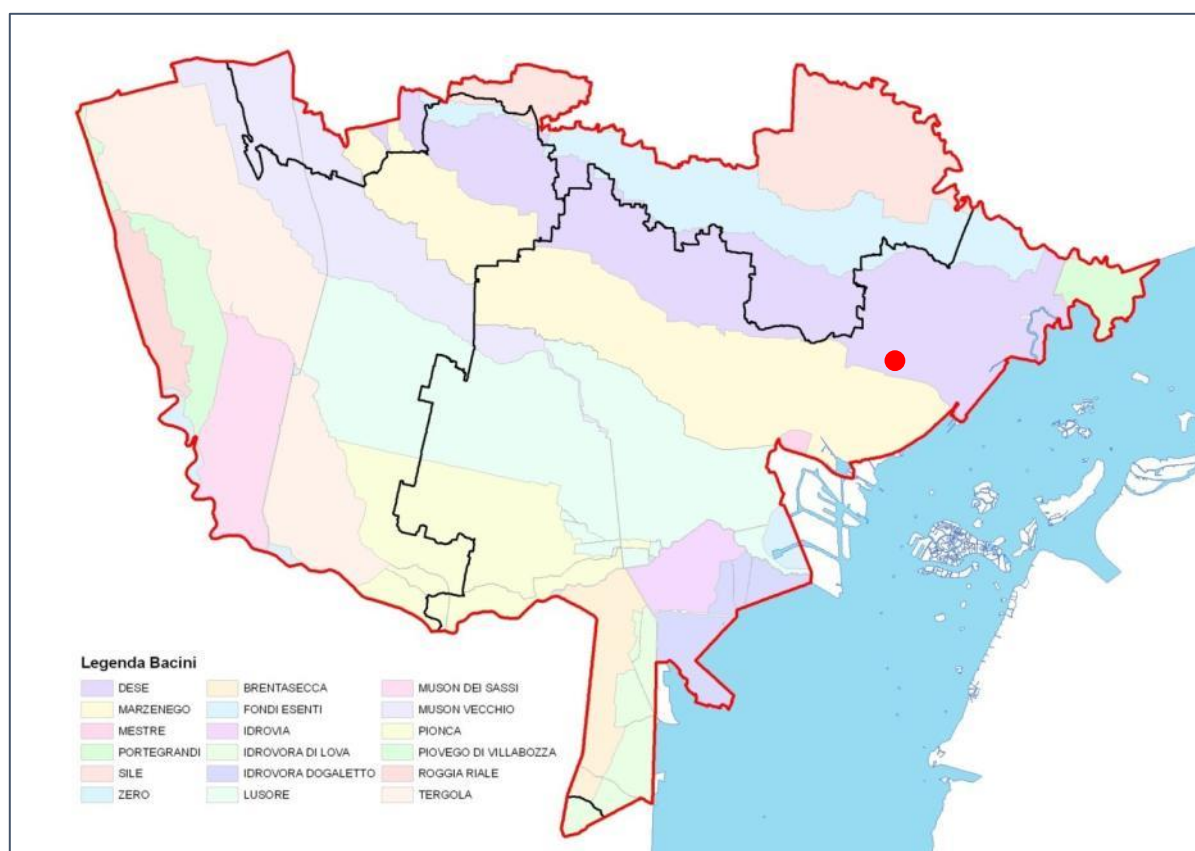 Legenda Bacini
DESE BRENTASECCA MUSON DEI SASSI
MARZENEGO FONDI ESENTI MUSON VECCHIO
MESTRE IDROVIA PIONCA
PORTEGRANDI IDROVORA DI LOVA PIOVEGO DI VILLABOZZA
SILE IDROVORA DOGALETTO ROGGIA RIALE
ZERO LUSORE TERGOLA